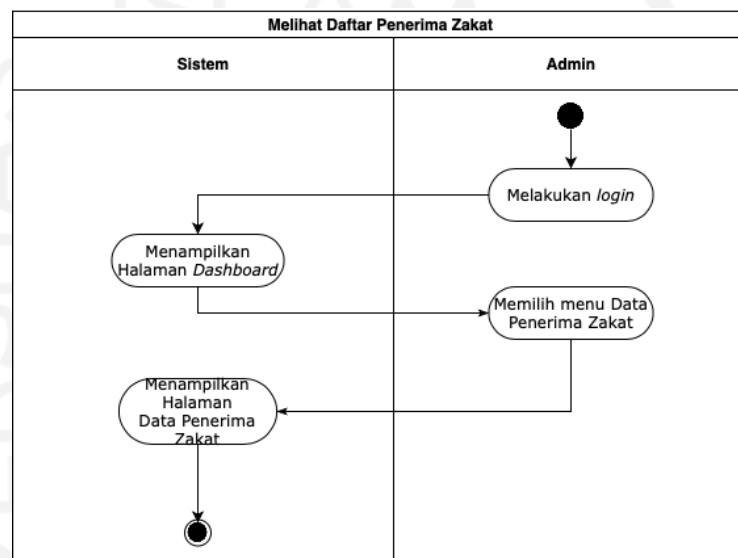 Melihat Daftar Penerima Zakat
Sistem
Admin
Melakukan login
Menampilkan
Halaman Dashboard
Memilih menu Data
Penerima Zakat
Menampilkan
Halaman
Data Penerima
Zakat